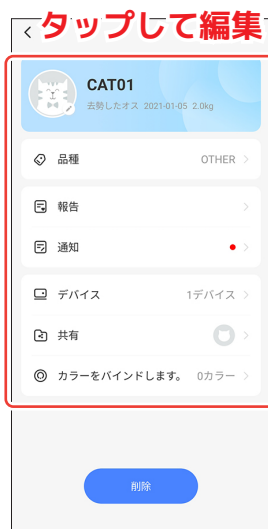 タップして編集
CAT01
去勢したオス 2021-01-05 2.0kg
品種 OTHER
報告
通知
デバイス 1デバイス
共有
カラーをバインドします。 0カラー
削除